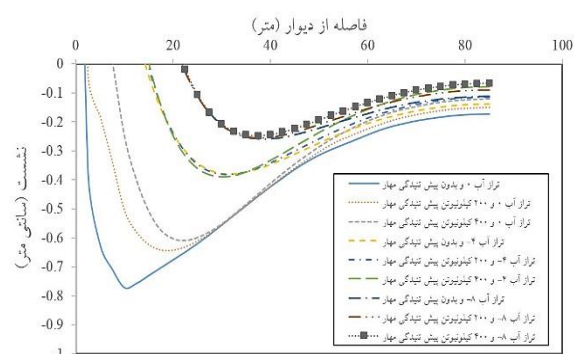 فاصله از دیوار (متر)
0 20 40 60 80 100
0
-0.1
-0.2
-0.3
-0.4
-0.5
-0.6
-0.7
-0.8
-0.9
-1
نشست (سانتی متر)
تراز آب ۰ و بدون پیش تنیدگی مهار
تراز آب ۰ و ۲۰۰ کیلونیوتن پیش تنیدگی مهار
تراز آب ۰ و ۴۰۰ کیلونیوتن پیش تنیدگی مهار
تراز آب ۴- و بدون پیش تنیدگی مهار
تراز آب ۴- و ۲۰۰ کیلونیوتن پیش تنیدگی مهار
تراز آب ۴- و ۴۰۰ کیلونیوتن پیش تنیدگی مهار
تراز آب ۸- و بدون پیش تنیدگی مهار
تراز آب ۸- و ۲۰۰ کیلونیوتن پیش تنیدگی مهار
تراز آب ۸- و ۴۰۰ کیلونیوتن پیش تنیدگی مهار